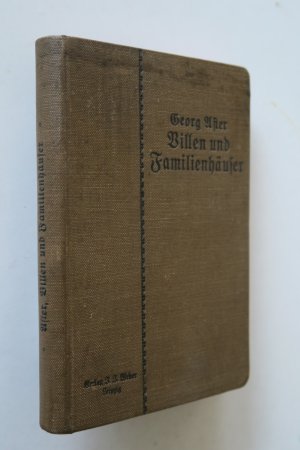 Georg Aster
Villen und
Familienhäuser
Verlag J. J. Weber
Leipzig
Aster, Villen und Familienhäuser